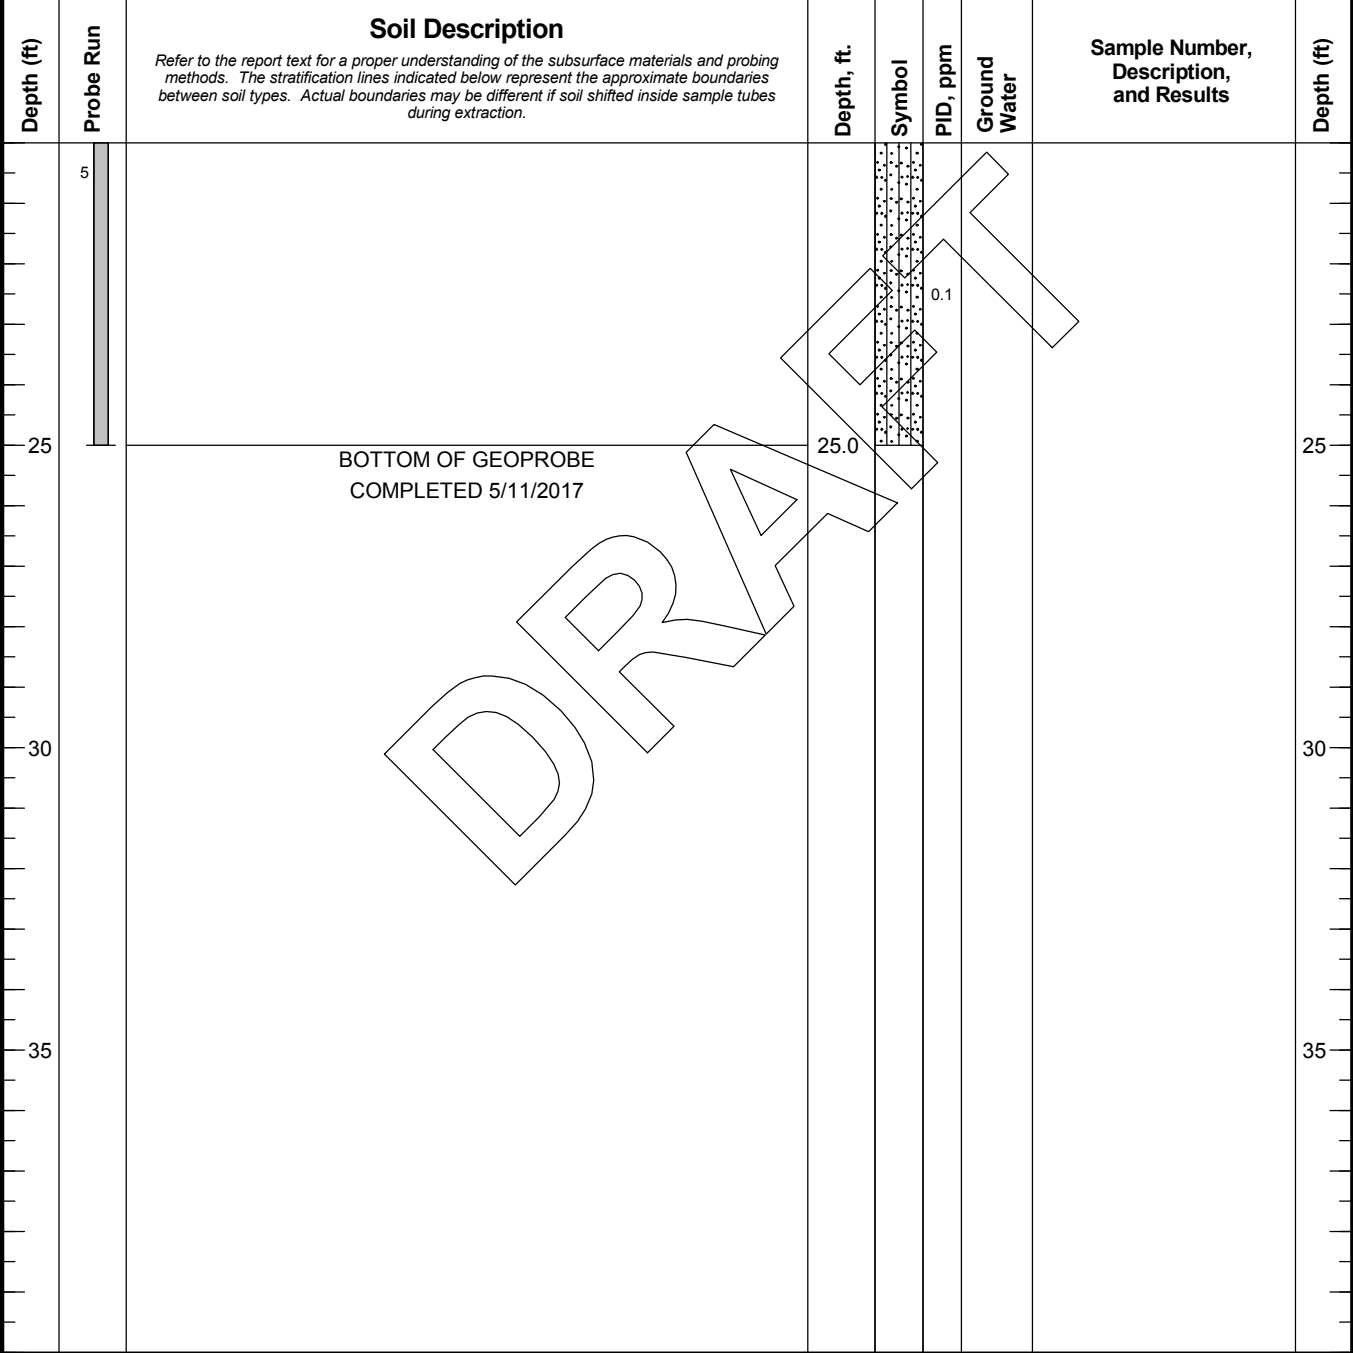 Depth (ft)
Probe Run
Soil Description
Refer to the report text for a proper understanding of the subsurface materials and probing
methods. The stratification lines indicated below represent the approximate boundaries
between soil types. Actual boundaries may be different if soil shifted inside sample tubes
during extraction.
Depth, ft.
Symbol
PID, ppm
Ground
Water
Sample Number,
Description,
and Results
Depth (ft)
5
0.1
25
25.0
25
BOTTOM OF GEOPROBE
COMPLETED 5/11/2017
30
30
35
35
DRAFT